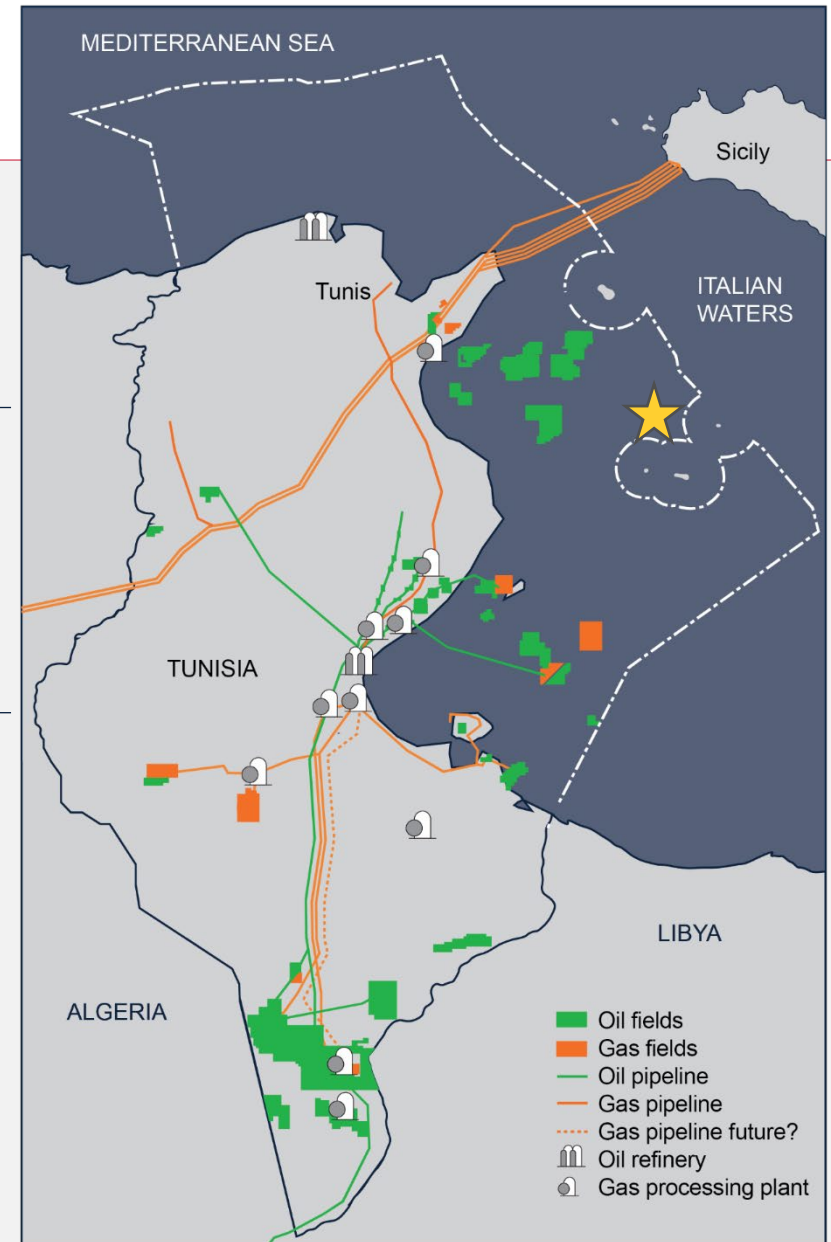 MEDITERRANEAN SEA
Sicily
Tunis
ITALIAN
WATERS
TUNISIA
LIBYA
ALGERIA
Oil fields
Gas fields
Oil pipeline
Gas pipeline
Gas pipeline future?
Oil refinery
Gas processing plant